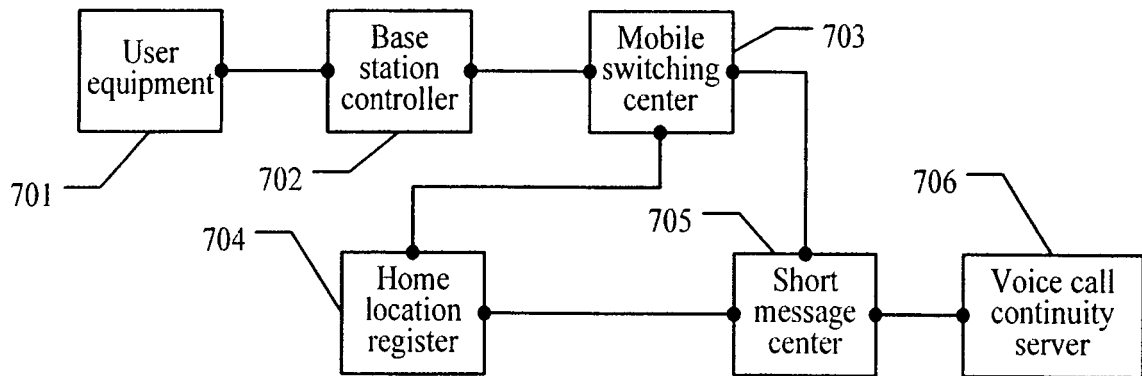 User
equipment
Base
station
controller
Mobile
switching
center
703
701
702
704
705
706
Home
location
register
Short
message
center
Voice call
continuity
server